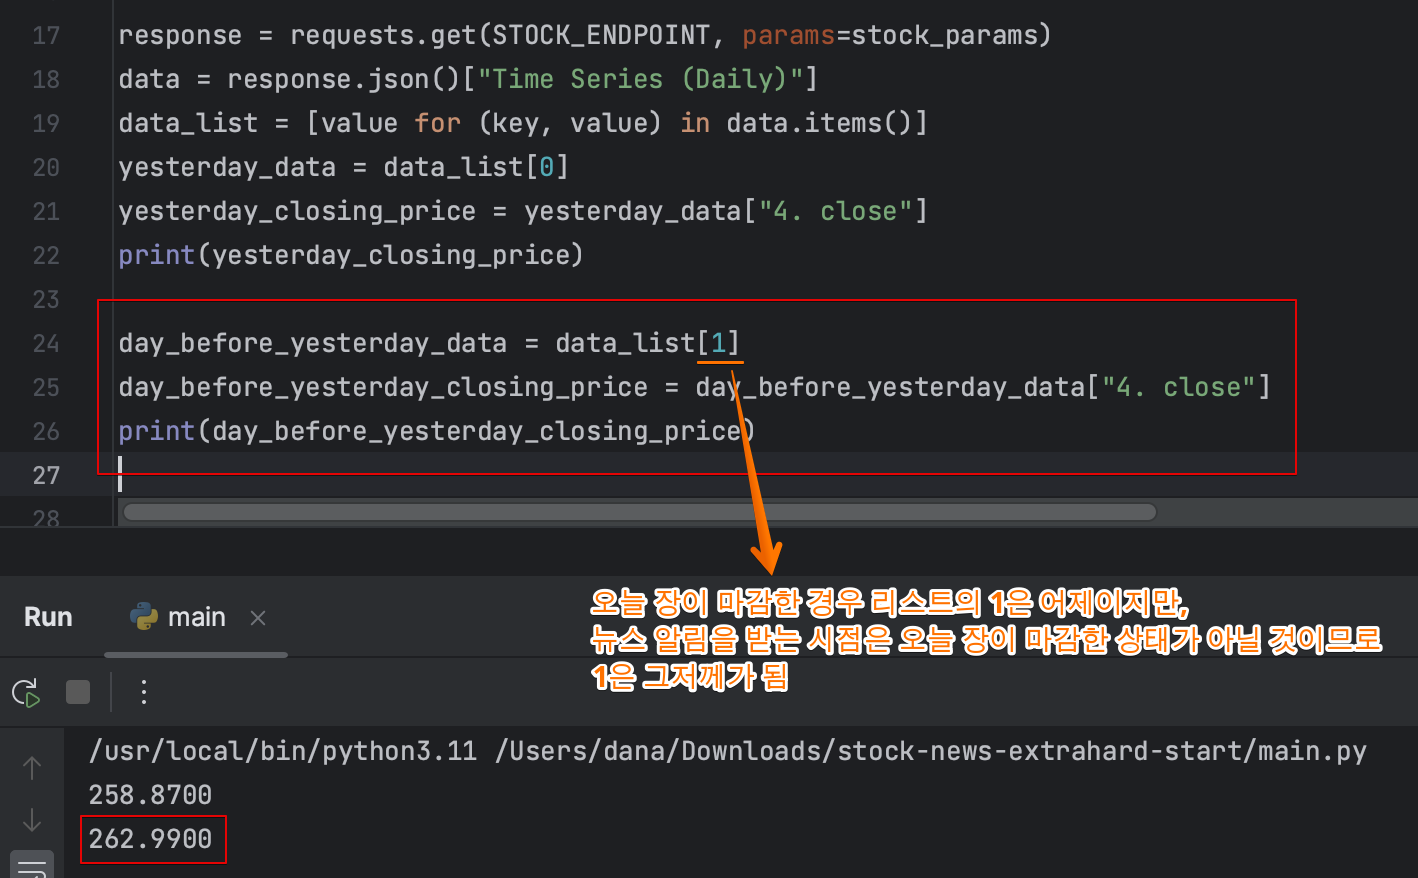 17 response = requests.get(STOCK_ENDPOINT, params=stock_params)
18 data = response.json()["Time Series (Daily)"]
19 data_list = [value for (key, value) in data.items()]
20 yesterday_data = data_list[0]
21 yesterday_closing_price = yesterday_data["4. close"]
22 print(yesterday_closing_price)
23
24 day_before_yesterday_data = data_list[1]
25 day_before_yesterday_closing_price = day_before_yesterday_data["4. close"]
26 print(day_before_yesterday_closing_price)
27
28
오늘 장이 마감한 경우 리스트의 1은 어제이지만,
뉴스 알림을 받는 시점은 오늘 장이 마감한 상태가 아닐 것이므로
1은 그저께가 됨
Run main
/usr/local/bin/python3.11 /Users/dana/Downloads/stock-news-extrahard-start/main.py
258.8700
262.9900